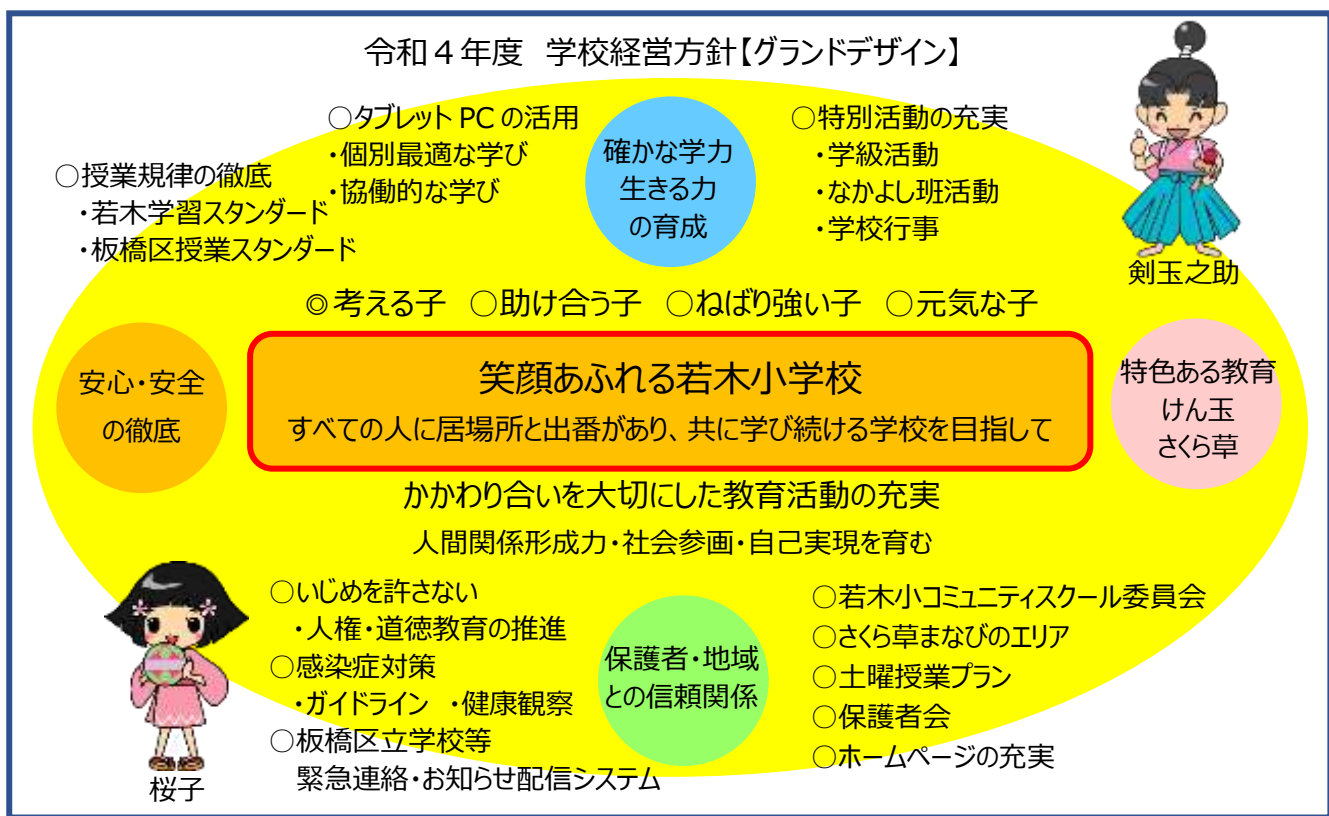 令和４年度　学校経営方針【グランドデザイン】
○タブレット PC の活用
・個別最適な学び
・協働的な学び
○授業規律の徹底
・若木学習スタンダード
・板橋区授業スタンダード
確かな学力
生きる力
の育成
○特別活動の充実
・学級活動
・なかよし班活動
・学校行事
剣玉之助
◎考える子　○助け合う子　○ねばり強い子　○元気な子
安心・安全
の徹底
笑顔あふれる若木小学校
すべての人に居場所と出番があり、共に学び続ける学校を目指して
特色ある教育
けん玉
さくら草
かかわり合いを大切にした教育活動の充実
人間関係形成力・社会参画・自己実現を育む
桜子
○いじめを許さない
・人権・道徳教育の推進
○感染症対策
・ガイドライン　・健康観察
○板橋区立学校等
緊急連絡・お知らせ配信システム
保護者・地域
との信頼関係
○若木小コミュニティスクール委員会
○さくら草まなびのエリア
○土曜授業プラン
○保護者会
○ホームページの充実